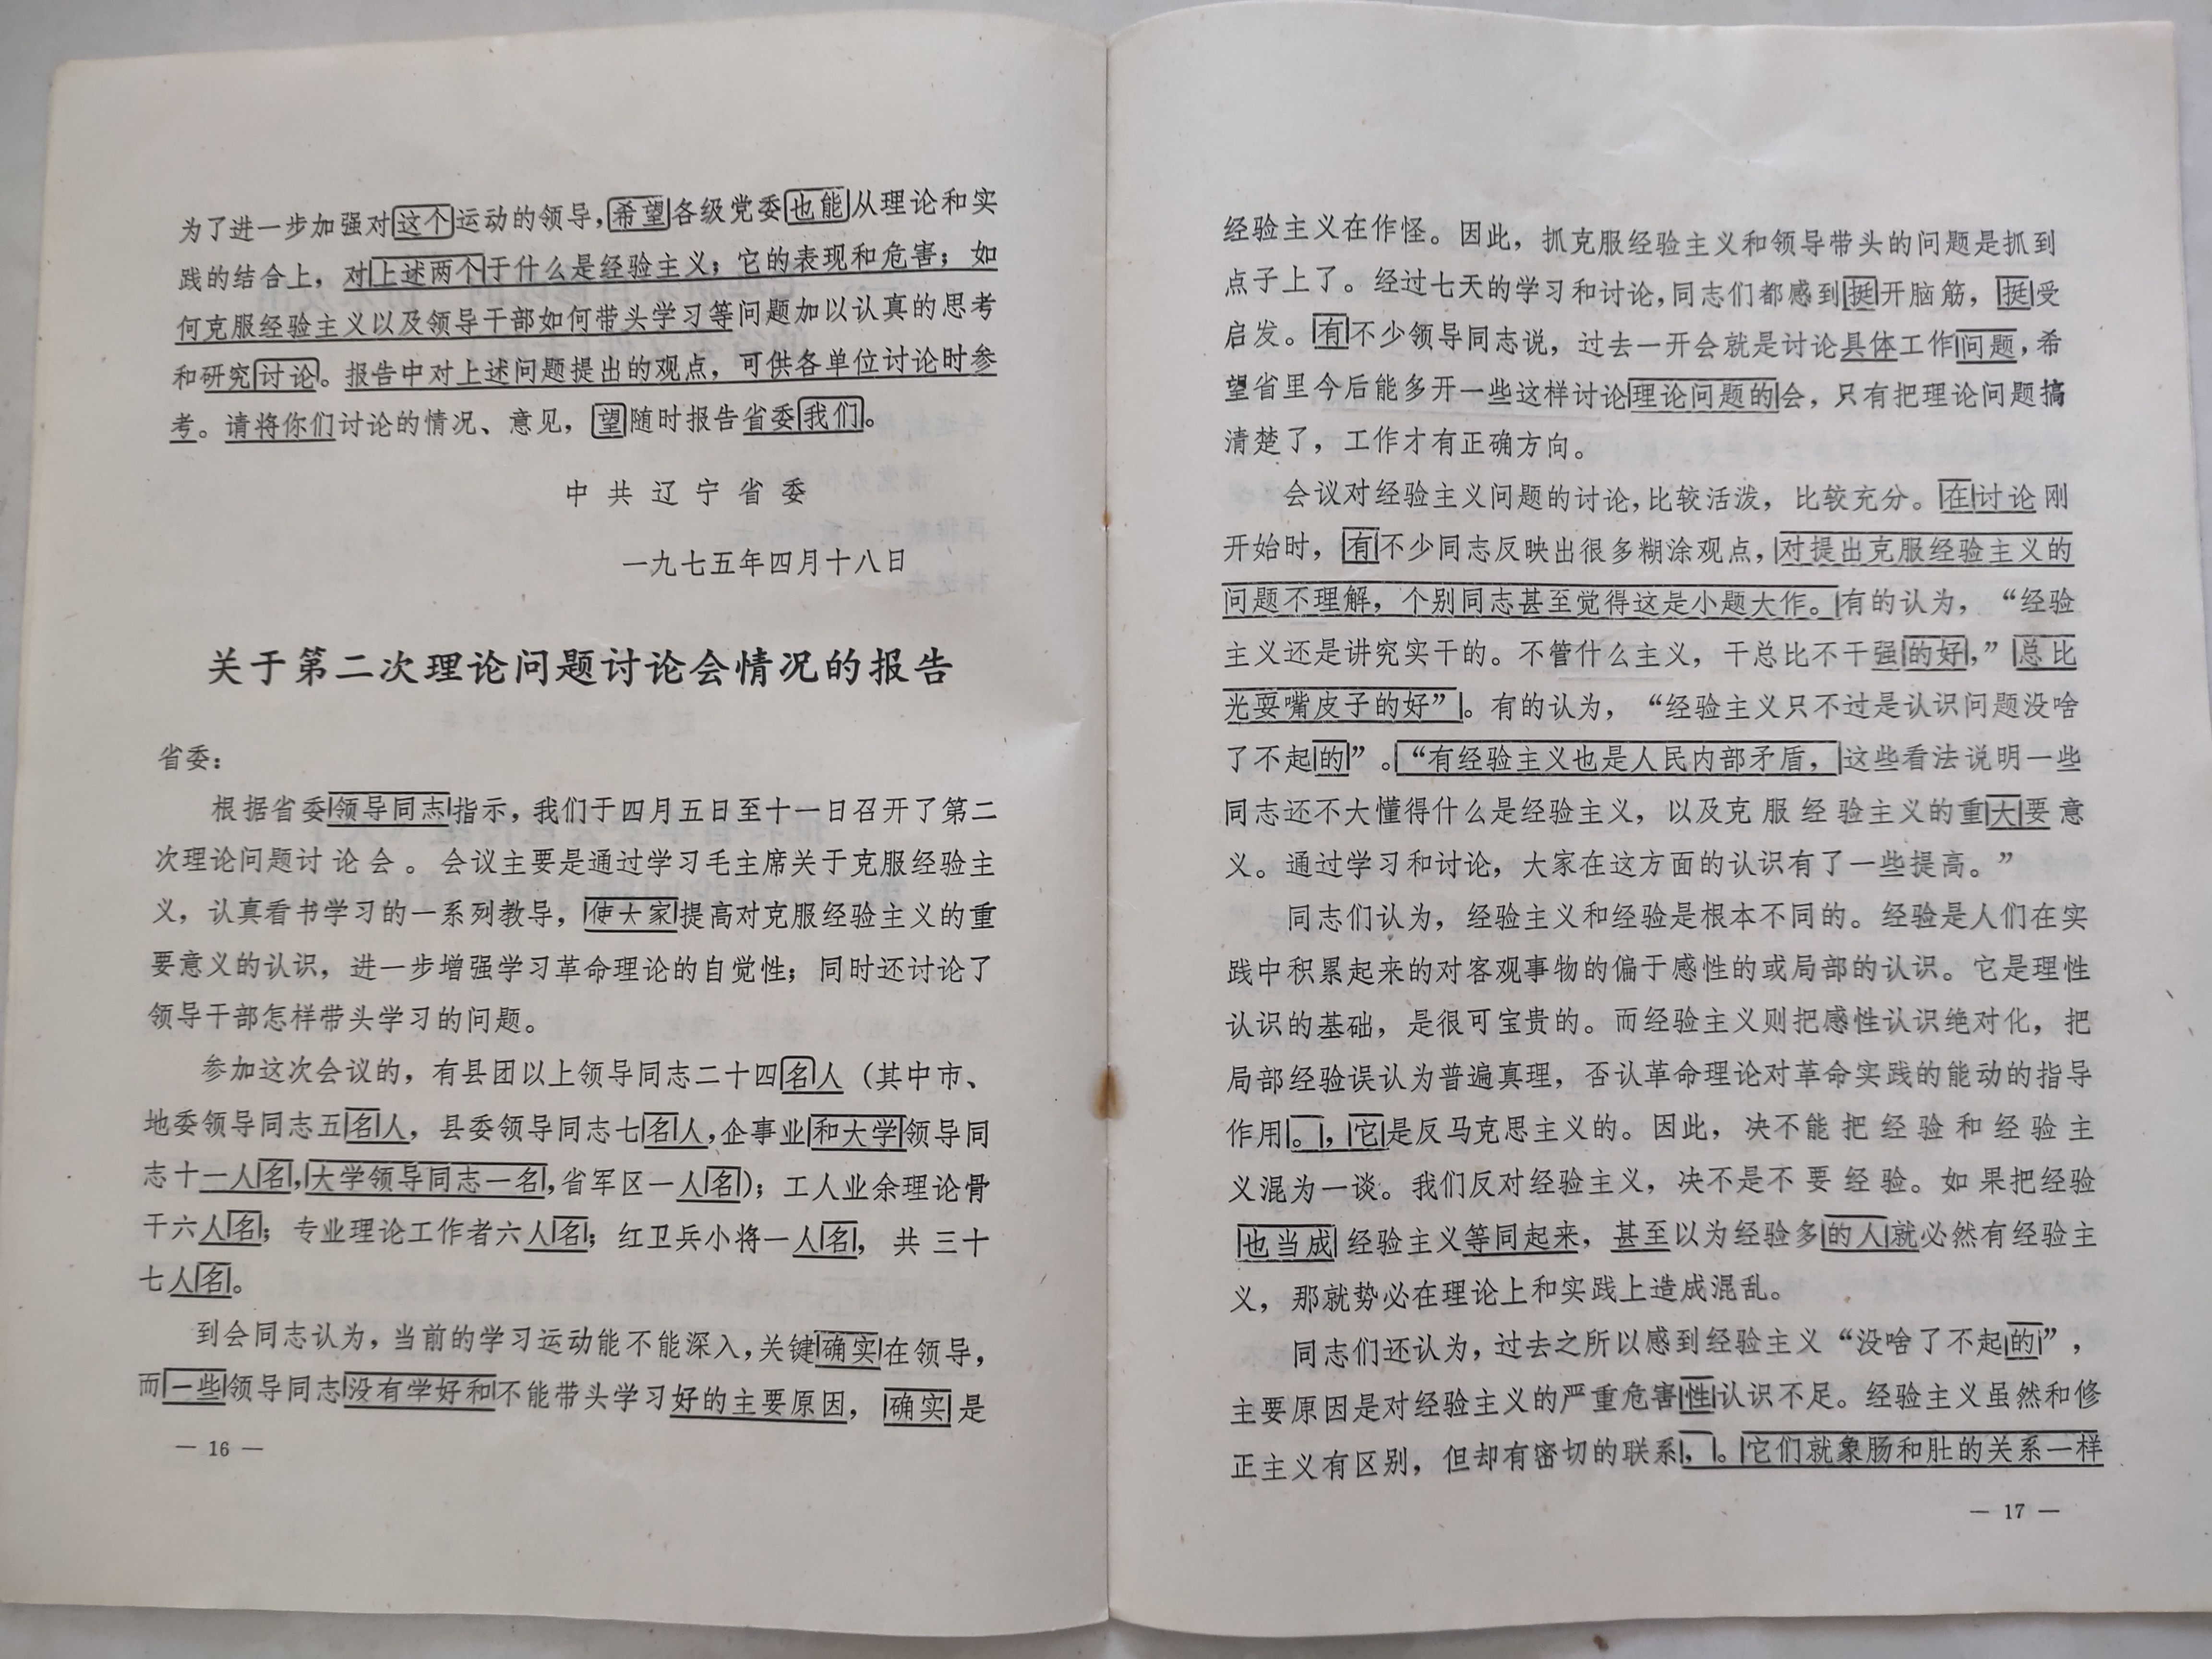 为了进一步加强对这个运动的领导，希望各级党委也能从理论和实
践的结合上，对上述两个于什么是经验主义；它的表现和危害；如
何克服经验主义以及领导干部如何带头学习等问题加以认真的思考
和研究讨论。报告中对上述问题提出的观点，可供各单位讨论时参
考。请将你们讨论的情况、意见，望随时报告省委我们。
中共辽宁省委
一九七五年四月十八日
关于第二次理论问题讨论会情况的报告
省委：
根据省委领导同志指示，我们于四月五日至十一日召开了第二
次理论问题讨论会。会议主要是通过学习毛主席关于克服经验主
义，认真看书学习的一系列教导，使大家提高对克服经验主义的重
要意义的认识，进一步增强学习革命理论的自觉性；同时还讨论了
领导干部怎样带头学习的问题。
参加这次会议的，有县团以上领导同志二十四名人（其中市、
地委领导同志五名人，县委领导同志七名人，企事业和大学领导同
志十一人名，大学领导同志一名，省军区一人名）；工人业余理论骨
干六人名；专业理论工作者六人名；红卫兵小将一人名，共三十
七人名。
到会同志认为，当前的学习运动能不能深入，关键确实在领导，
而一些领导同志没有学好和不能带头学习好的主要原因，确实是
— 16 —
经验主义在作怪。因此，抓克服经验主义和领导带头的问题是抓到
点子上了。经过七天的学习和讨论，同志们都感到挺开脑筋，挺受
启发。有不少领导同志说，过去一开会就是讨论具体工作问题，希
望省里今后能多开一些这样讨论理论问题的会，只有把理论问题搞
清楚了，工作才有正确方向。
会议对经验主义问题的讨论，比较活泼，比较充分。在讨论刚
开始时，有不少同志反映出很多糊涂观点，对提出克服经验主义的
问题不理解，个别同志甚至觉得这是小题大作。有的认为，“经验
主义还是讲究实干的。不管什么主义，干总比不干强的好，”总比
光耍嘴皮子的好”。有的认为，“经验主义只不过是认识问题没啥
了不起的”。“有经验主义也是人民内部矛盾，这些看法说明一些
同志还不大懂得什么是经验主义，以及克服经验主义的重大要意
义。通过学习和讨论，大家在这方面的认识有了一些提高。”
同志们认为，经验主义和经验是根本不同的。经验是人们在实
践中积累起来的对客观事物的偏于感性的或局部的认识。它是理性
认识的基础，是很可宝贵的。而经验主义则把感性认识绝对化，把
局部经验误认为普遍真理，否认革命理论对革命实践的能动的指导
作用。，它是反马克思主义的。因此，决不能把经验和经验主
义混为一谈。我们反对经验主义，决不是不要经验。如果把经验
也当成经验主义等同起来，甚至以为经验多的人就必然有经验主
义，那就势必在理论上和实践上造成混乱。
同志们还认为，过去之所以感到经验主义“没啥了不起的”，
主要原因是对经验主义的严重危害性认识不足。经验主义虽然和修
正主义有区别，但却有密切的联系，。它们就象肠和肚的关系一样
— 17 —